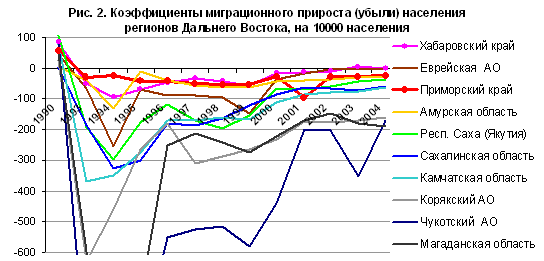 Рис. 2. Коэффициенты миграционного прироста (убыли) населения
регионов Дальнего Востока, на 10000 населения
100
0
-100
-200
-300
-400
-500
-600
1990
1994
1995
1996
1997
1998
1999
2000
2001
2002
2003
2004
Хабаровский край
Еврейская АО
Приморский край
Амурская область
Респ. Саха (Якутия)
Сахалинская область
Камчатская область
Корякский АО
Чукотский АО
Магаданская область